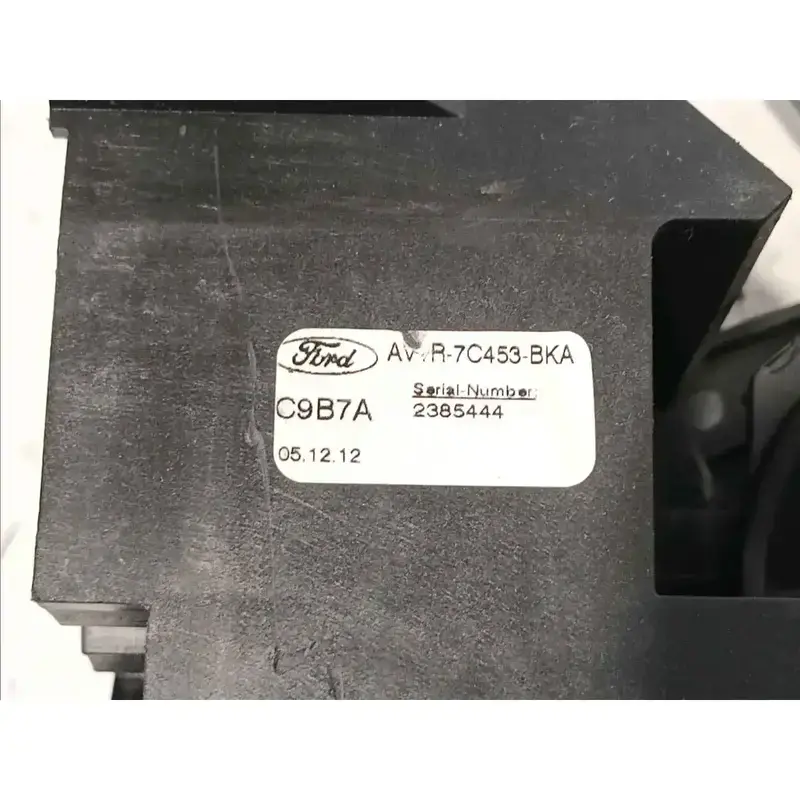 Ford
Serial-Number:
C9B7A 2385444
05.12.12